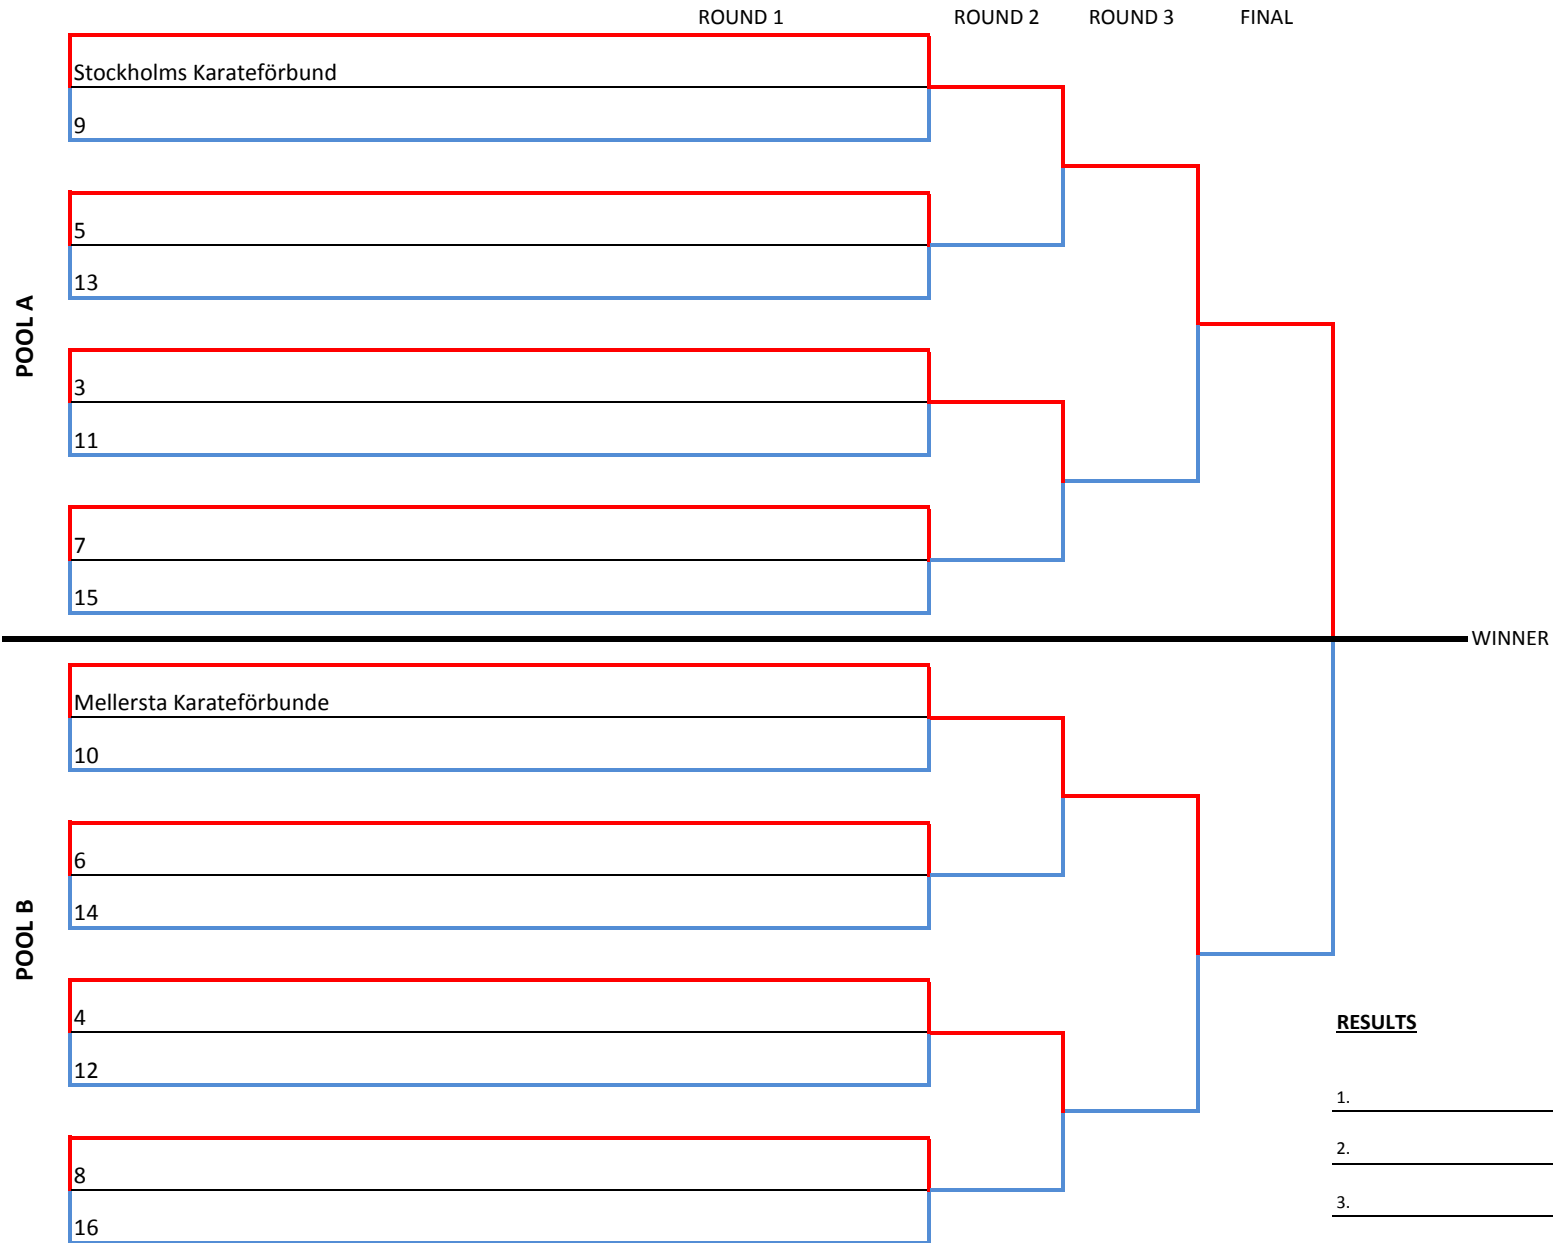 ROUND 1 ROUND 2 ROUND 3 FINAL
Stockholms Karateförbund
9
5
13
POOL A
3
11
7
15
WINNER
Mellersta Karateförbunde
10
6
14
POOL B
4
12
8
16
RESULTS
1.
2.
3.